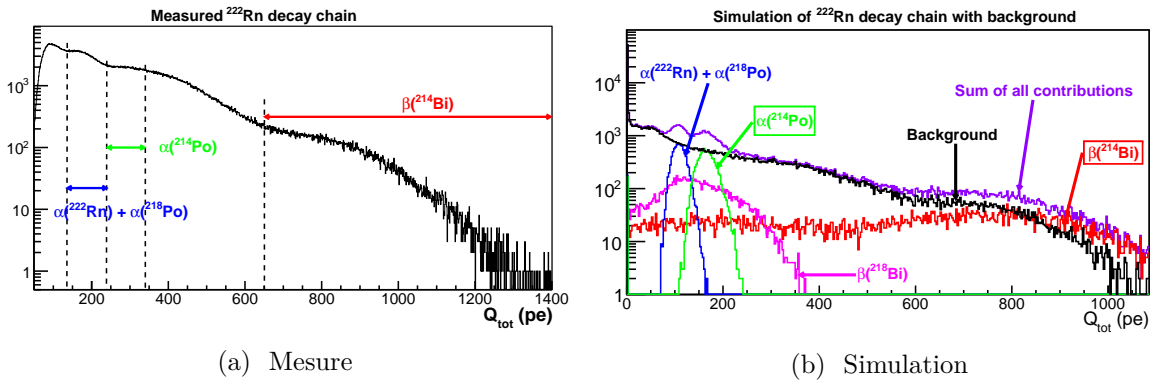 Measured ²²²Rn decay chain
10³
10²
10
1
α(²²²Rn) + α(²¹⁸Po)
α(²¹⁴Po)
β(²¹⁴Bi)
200 400 600 800 1000 1200 1400
Q_tot (pe)
(a) Mesure
Simulation of ²²²Rn decay chain with background
10⁴
10³
10²
10
1
α(²²²Rn) + α(²¹⁸Po)
α(²¹⁴Po)
Sum of all contributions
Background
β(²¹⁴Bi)
β(²¹⁸Bi)
0 200 400 600 800 1000
Q_tot (pe)
(b) Simulation